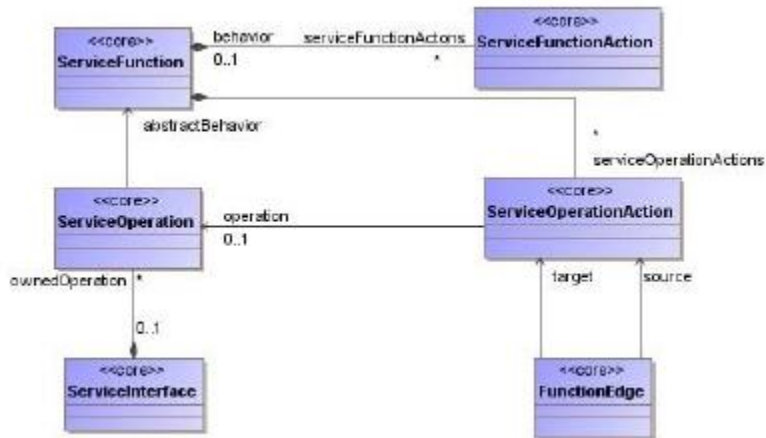 <<core>>
ServiceFunction
behavior
serviceFunctionActons
0..1
*
<<core>>
ServiceFunctionAction
abstractBehavior
*
serviceOperationActions
<<core>>
ServiceOperation
operation
0..1
<<core>>
ServiceOperationAction
ownedOperation *
target
source
0..1
<<core>>
ServiceInterface
<<core>>
FunctionEdge